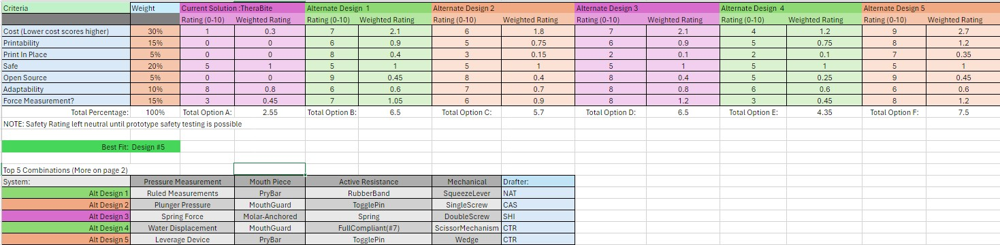 Criteria Weight Current Solution :TheraBite Alternate Design 1 Alternate Design 2 Alternate Design 3 Alternate Design 4 Alternate Design 5
Rating (0-10) Weighted Rating Rating (0-10) Weighted Rating Rating (0-10) Weighted Rating Rating (0-10) Weighted Rating Rating (0-10) Weighted Rating Rating (0-10) Weighted Rating
Cost (Lower cost scores higher) 30% 1 0.3 7 2.1 6 1.8 7 2.1 4 1.2 9 2.7
Printability 15% 0 0 6 0.9 5 0.75 6 0.9 5 0.75 8 1.2
Print In Place 5% 0 0 8 0.4 3 0.15 2 0.1 2 0.1 7 0.35
Safe 20% 5 1 5 1 5 1 5 1 5 1 5 1
Open Source 5% 0 0 9 0.45 8 0.4 8 0.4 5 0.25 9 0.45
Adaptability 10% 8 0.8 6 0.6 7 0.7 8 0.8 6 0.6 6 0.6
Force Measurement? 15% 3 0.45 7 1.05 6 0.9 8 1.2 3 0.45 8 1.2
Total Percentage: 100% Total Option A: 2.55 Total Option B: 6.5 Total Option C: 5.7 Total Option D: 6.5 Total Option E: 4.35 Total Option F: 7.5
NOTE: Safety Rating left neutral until prototype safety testing is possible
Best Fit: Design #5
Top 5 Combinations (More on page 2)
System: Pressure Measurement Mouth Piece Active Resistance Mechanical Drafter:
Alt Design 1 Ruled Measurements PryBar RubberBand SqueezeLever NAT
Alt Design 2 Plunger Pressure MouthGuard TogglePin SingleScrew CAS
Alt Design 3 Spring Force Molar-Anchored Spring DoubleScrew SHI
Alt Design 4 Water Displacement MouthGuard FullCompliant(#7) ScissorMechanism CTR
Alt Design 5 Leverage Device PryBar TogglePin Wedge CTR